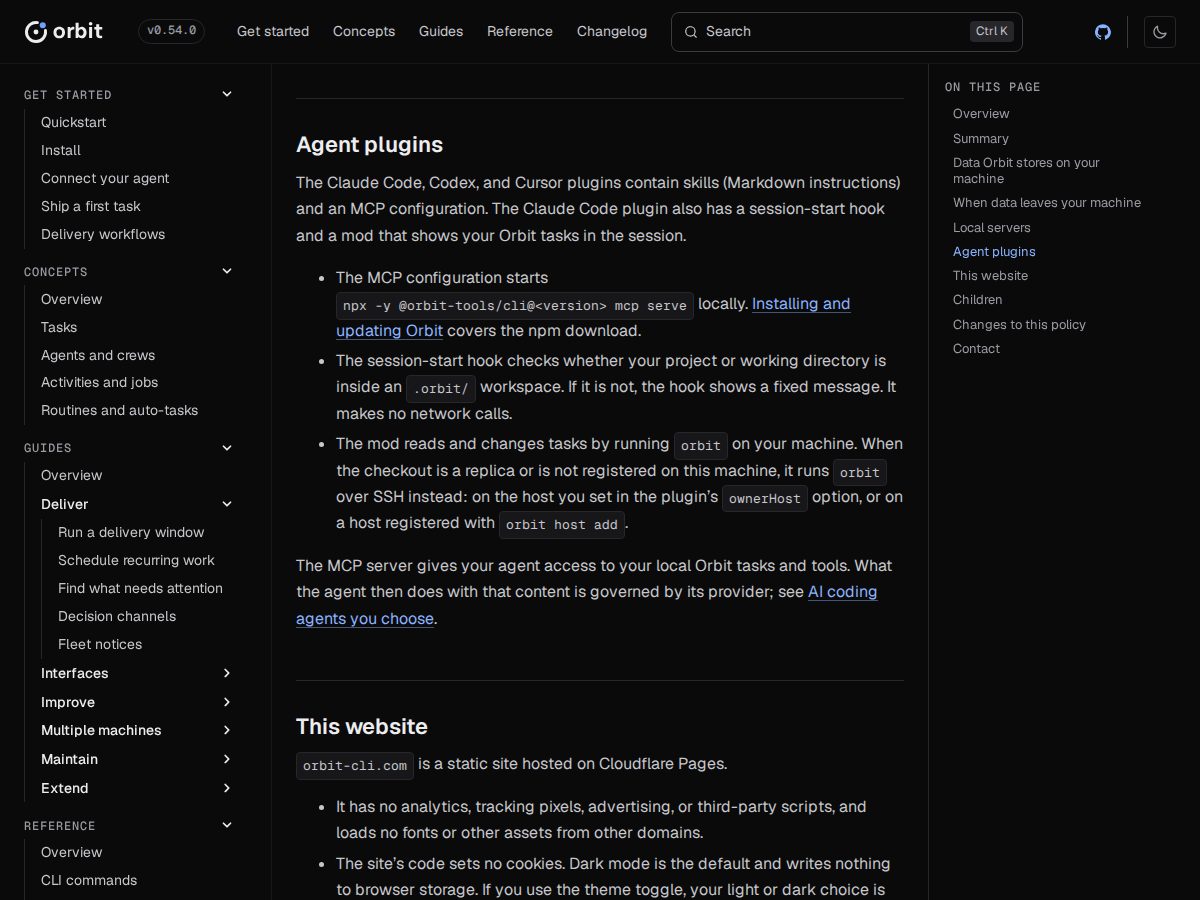 orbit
v0.54.0
Get started
Concepts
Guides
Reference
Changelog
Search
Ctrl K
GET STARTED
Quickstart
Install
Connect your agent
Ship a first task
Delivery workflows
CONCEPTS
Overview
Tasks
Agents and crews
Activities and jobs
Routines and auto-tasks
GUIDES
Overview
Deliver
Run a delivery window
Schedule recurring work
Find what needs attention
Decision channels
Fleet notices
Interfaces
Improve
Multiple machines
Maintain
Extend
REFERENCE
Overview
CLI commands
Agent plugins
The Claude Code, Codex, and Cursor plugins contain skills (Markdown instructions)
and an MCP configuration. The Claude Code plugin also has a session-start hook
and a mod that shows your Orbit tasks in the session.
• The MCP configuration starts
npx -y @orbit-tools/cli@<version> mcp serve locally. Installing and
updating Orbit covers the npm download.
• The session-start hook checks whether your project or working directory is
inside an .orbit/ workspace. If it is not, the hook shows a fixed message. It
makes no network calls.
• The mod reads and changes tasks by running orbit on your machine. When
the checkout is a replica or is not registered on this machine, it runs orbit
over SSH instead: on the host you set in the plugin’s ownerHost option, or on
a host registered with orbit host add.
The MCP server gives your agent access to your local Orbit tasks and tools. What
the agent then does with that content is governed by its provider; see AI coding
agents you choose.
This website
orbit-cli.com is a static site hosted on Cloudflare Pages.
• It has no analytics, tracking pixels, advertising, or third-party scripts, and
loads no fonts or other assets from other domains.
• The site’s code sets no cookies. Dark mode is the default and writes nothing
to browser storage. If you use the theme toggle, your light or dark choice is
ON THIS PAGE
Overview
Summary
Data Orbit stores on your
machine
When data leaves your machine
Local servers
Agent plugins
This website
Children
Changes to this policy
Contact